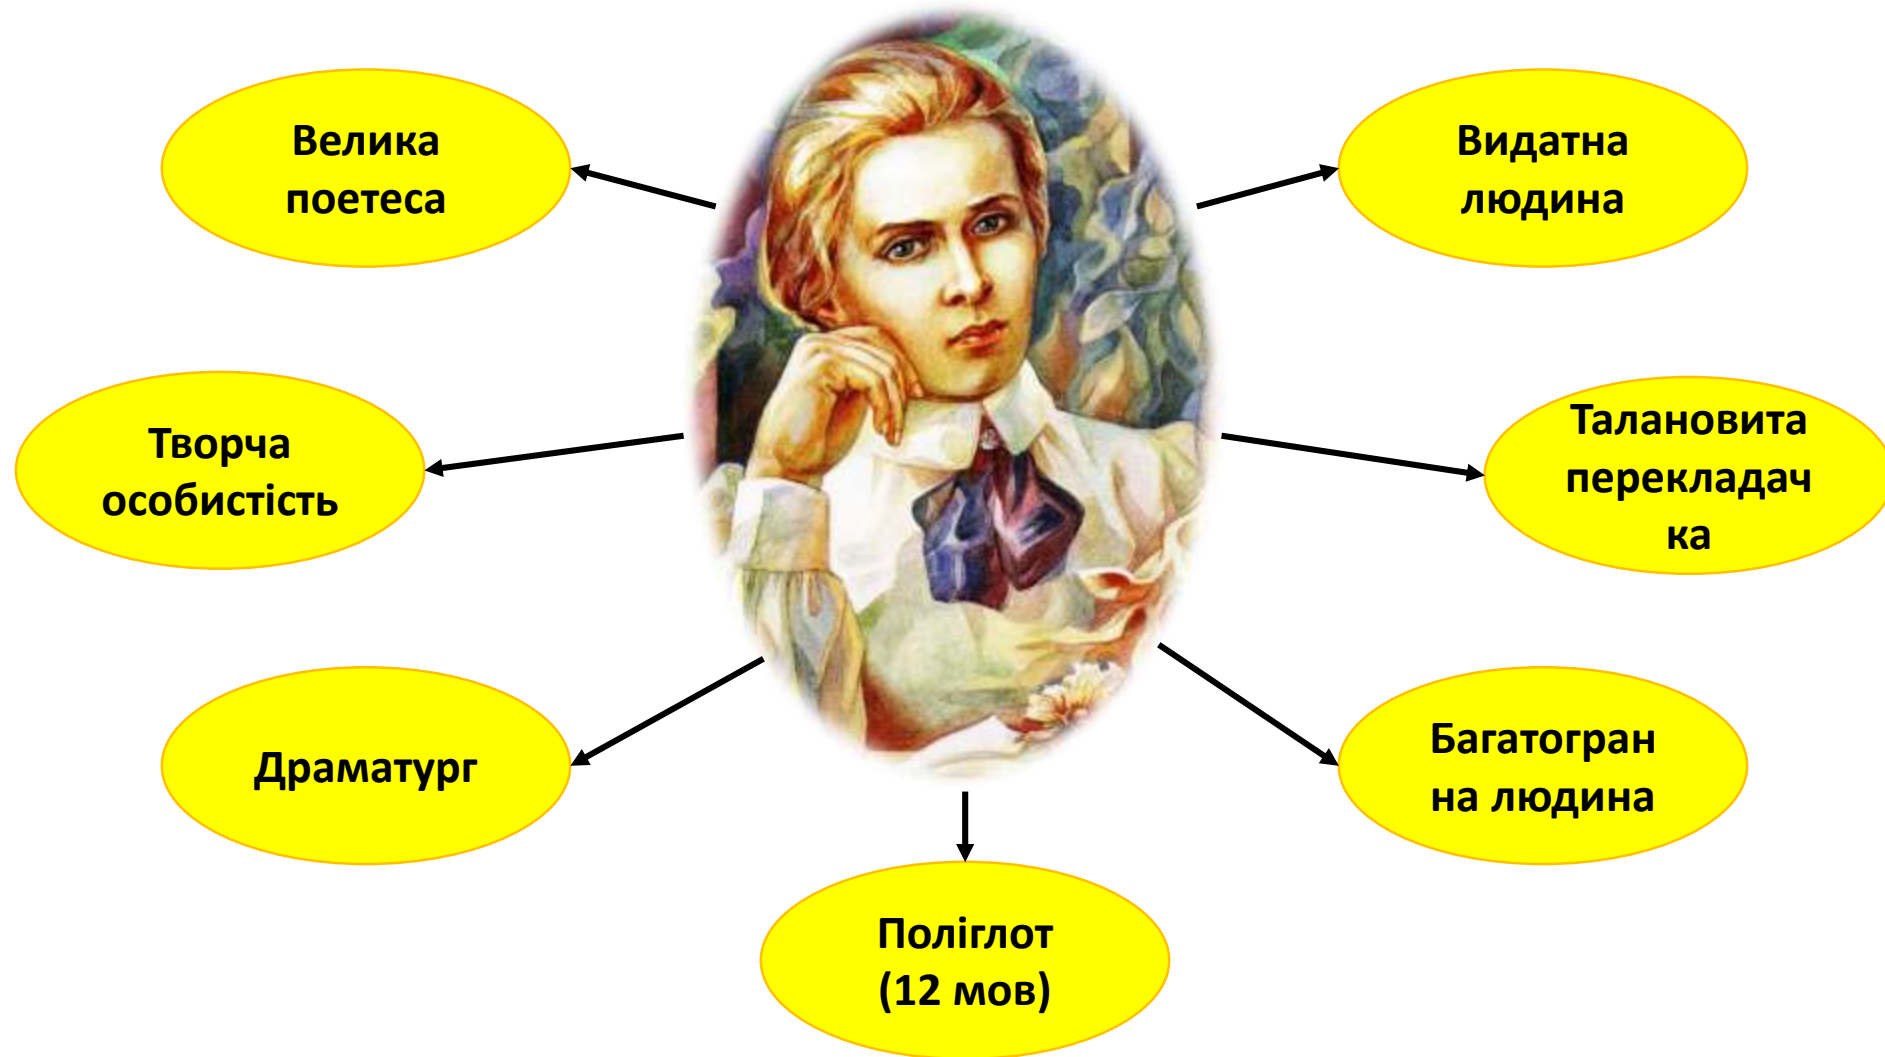 Велика
поетеса
Видатна
людина
Творча
особистість
Талановита
перекладач
ка
Драматург
Багатогран
на людина
Поліглот
(12 мов)